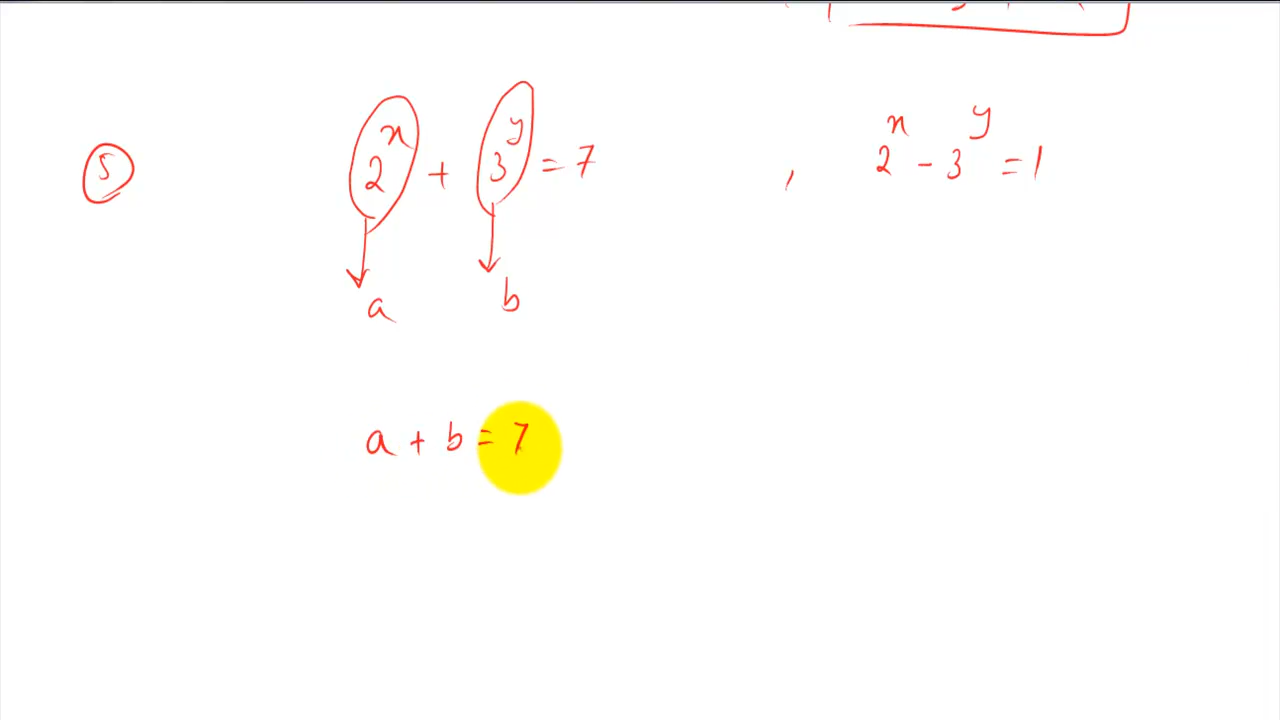 5 2^x + 3^y = 7 , 2^x - 3^y = 1
a b
a + b = 7